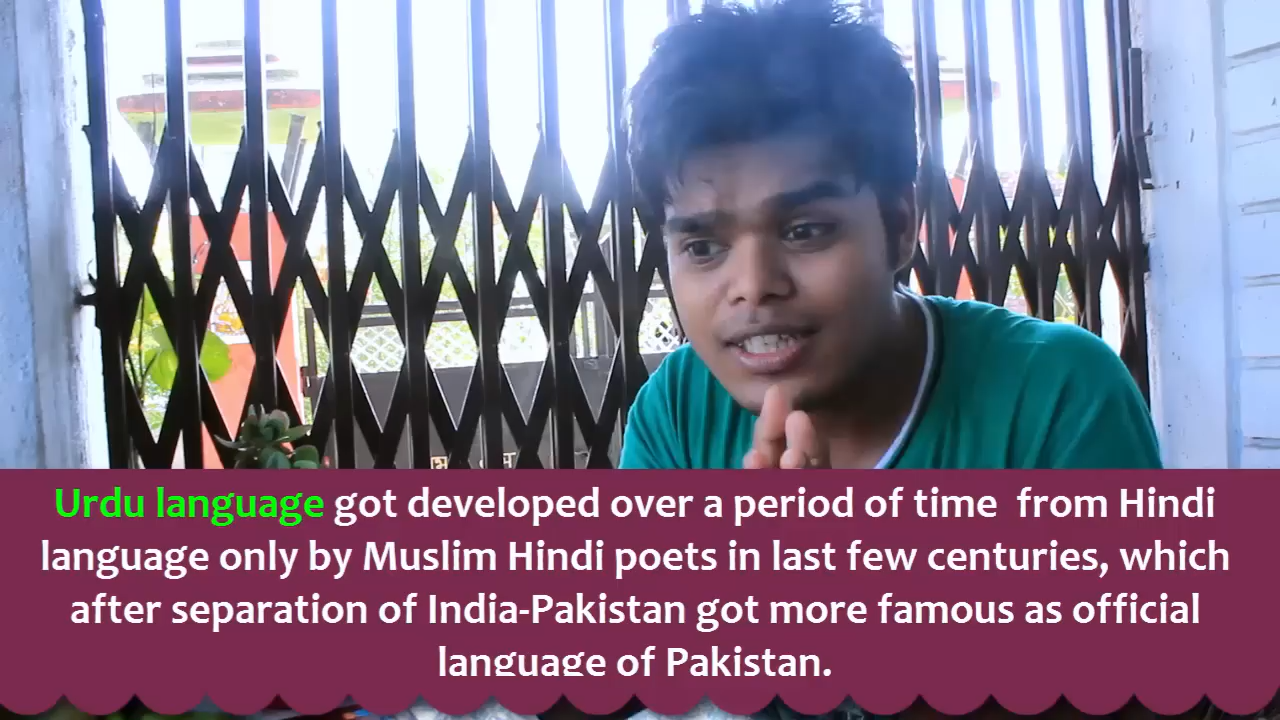 Urdu language got developed over a period of time  from Hindi
language only by Muslim Hindi poets in last few centuries, which
after separation of India-Pakistan got more famous as official
language of Pakistan.